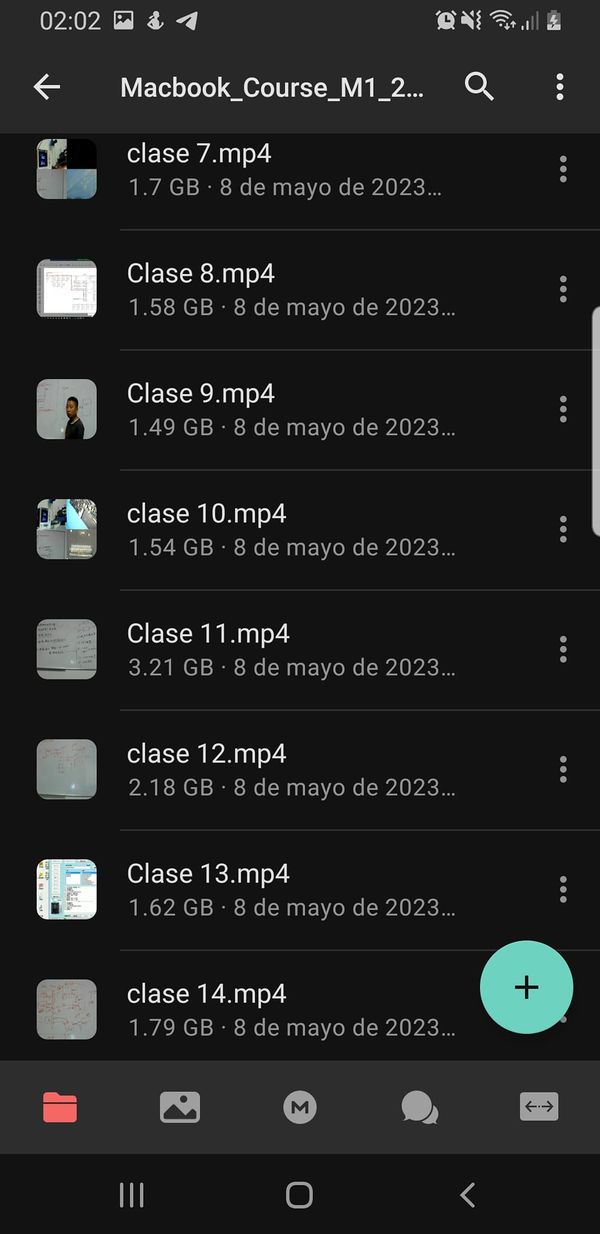 02:02
Macbook_Course_M1_2...
clase 7.mp4
1.7 GB · 8 de mayo de 2023...
Clase 8.mp4
1.58 GB · 8 de mayo de 2023...
Clase 9.mp4
1.49 GB · 8 de mayo de 2023...
clase 10.mp4
1.54 GB · 8 de mayo de 2023...
Clase 11.mp4
3.21 GB · 8 de mayo de 2023...
clase 12.mp4
2.18 GB · 8 de mayo de 2023...
Clase 13.mp4
1.62 GB · 8 de mayo de 2023...
clase 14.mp4
1.79 GB · 8 de mayo de 2023...
M